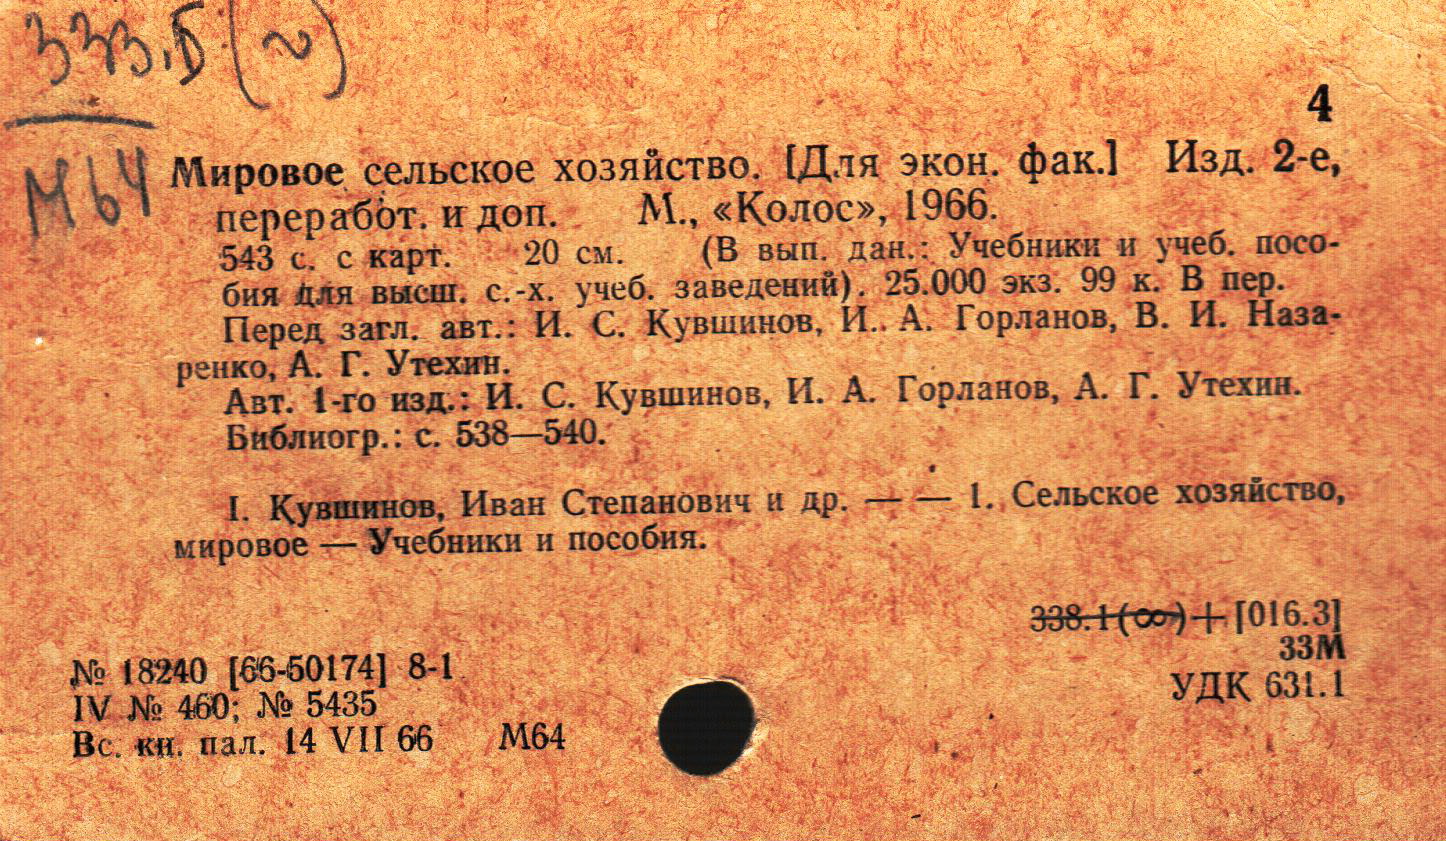 333.Б(~)
М64
4
Мировое сельское хозяйство. [Для экон. фак.] Изд. 2-е,
переработ. и доп. М., «Колос», 1966.
543 с. с карт. 20 см. (В вып. дан.: Учебники и учеб. посо-
бия для высш. с.-х. учеб. заведений). 25.000 экз. 99 к. В пер.
Перед загл. авт.: И. С. Кувшинов, И. А. Горланов, В. И. Наза-
ренко, А. Г. Утехин.
Авт. 1-го изд.: И. С. Кувшинов, И. А. Горланов, А. Г. Утехин.
Библиогр.: с. 538—540.
I. Кувшинов, Иван Степанович и др. — — 1. Сельское хозяйство,
мировое — Учебники и пособия.
338.1(∞)+[016.3]
33М
УДК 631.1
№ 18240 [66-50174] 8-1
IV № 460; № 5435
Вс. кн. пал. 14 VII 66 М64